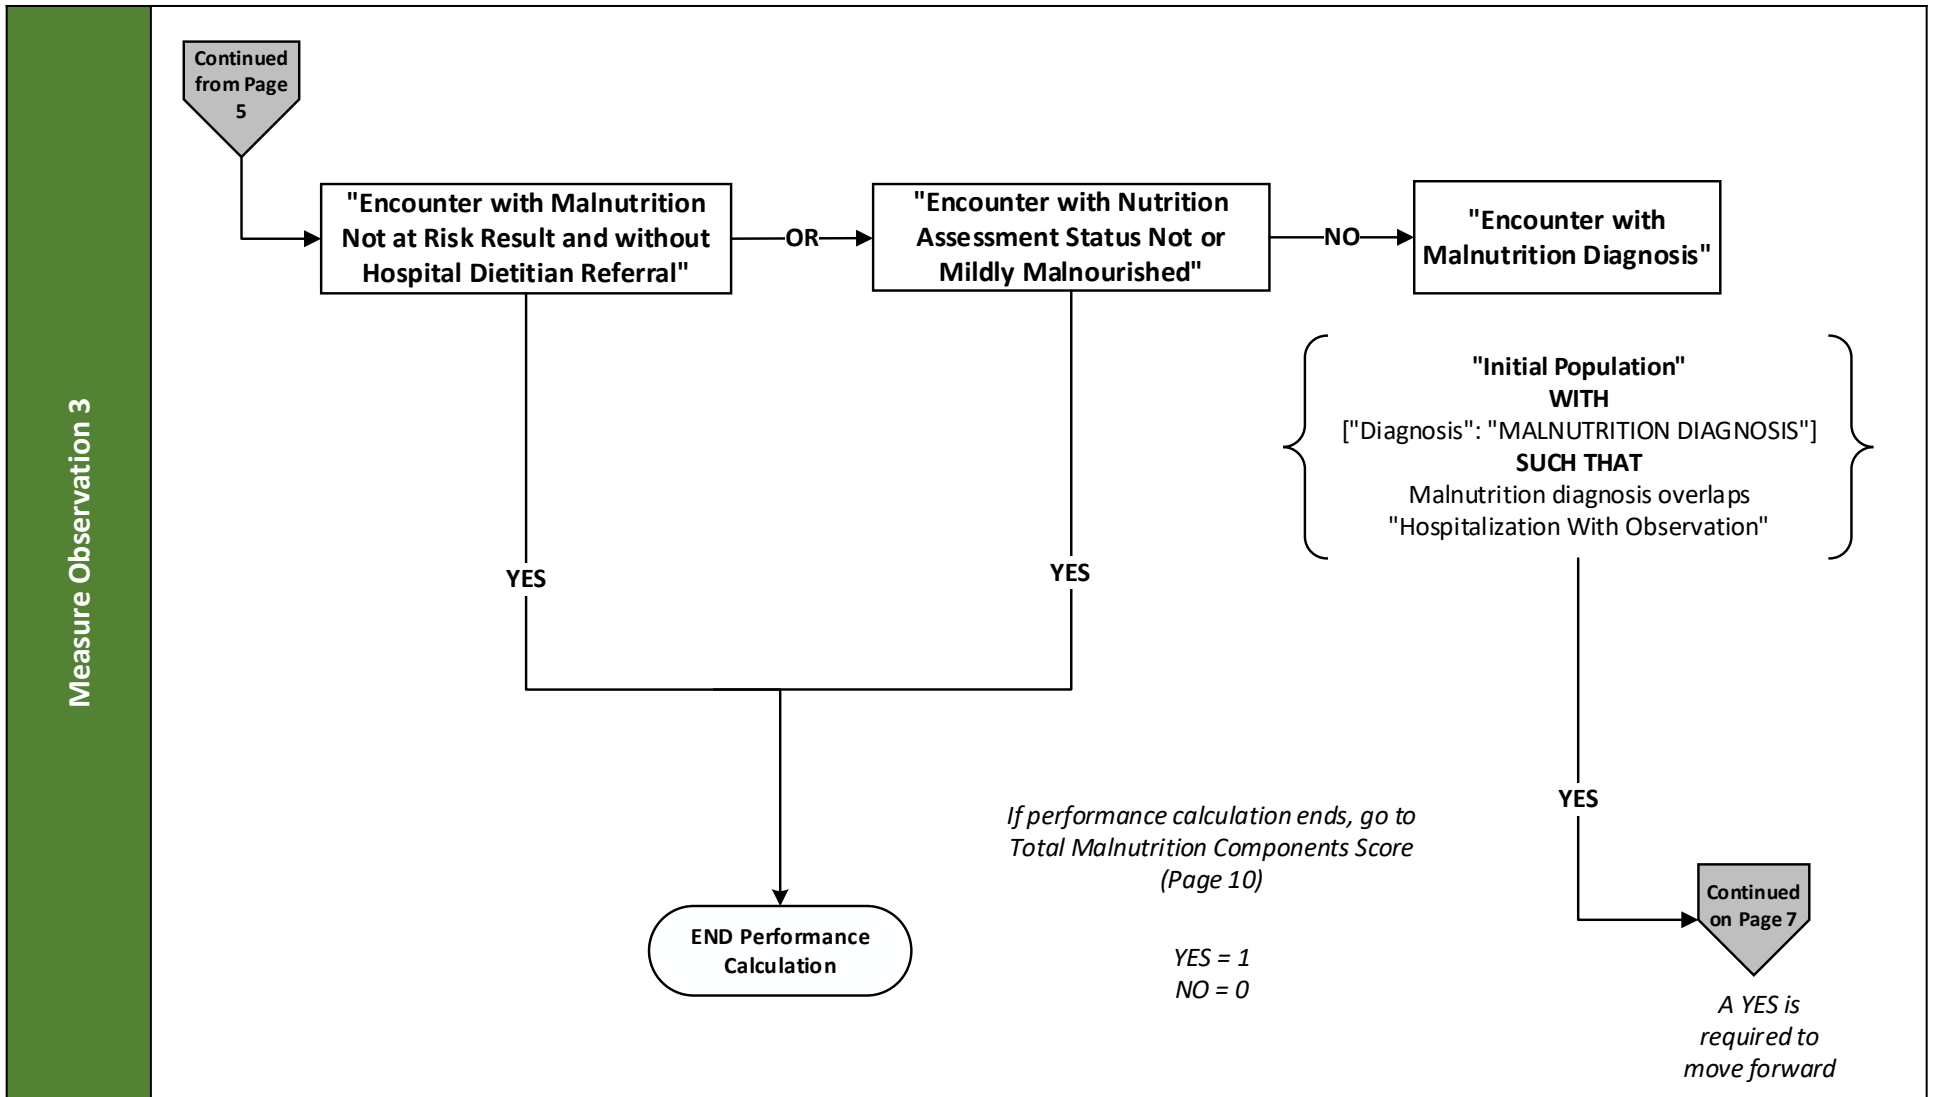 Measure Observation 3
Continued
from Page
5
"Encounter with Malnutrition
Not at Risk Result and without
Hospital Dietitian Referral"
OR
"Encounter with Nutrition
Assessment Status Not or
Mildly Malnourished"
NO
"Encounter with
Malnutrition Diagnosis"
"Initial Population"
WITH
["Diagnosis": "MALNUTRITION DIAGNOSIS"]
SUCH THAT
Malnutrition diagnosis overlaps
"Hospitalization With Observation"
YES
YES
YES
If performance calculation ends, go to
Total Malnutrition Components Score
(Page 10)
YES = 1
NO = 0
END Performance
Calculation
Continued
on Page 7
A YES is
required to
move forward